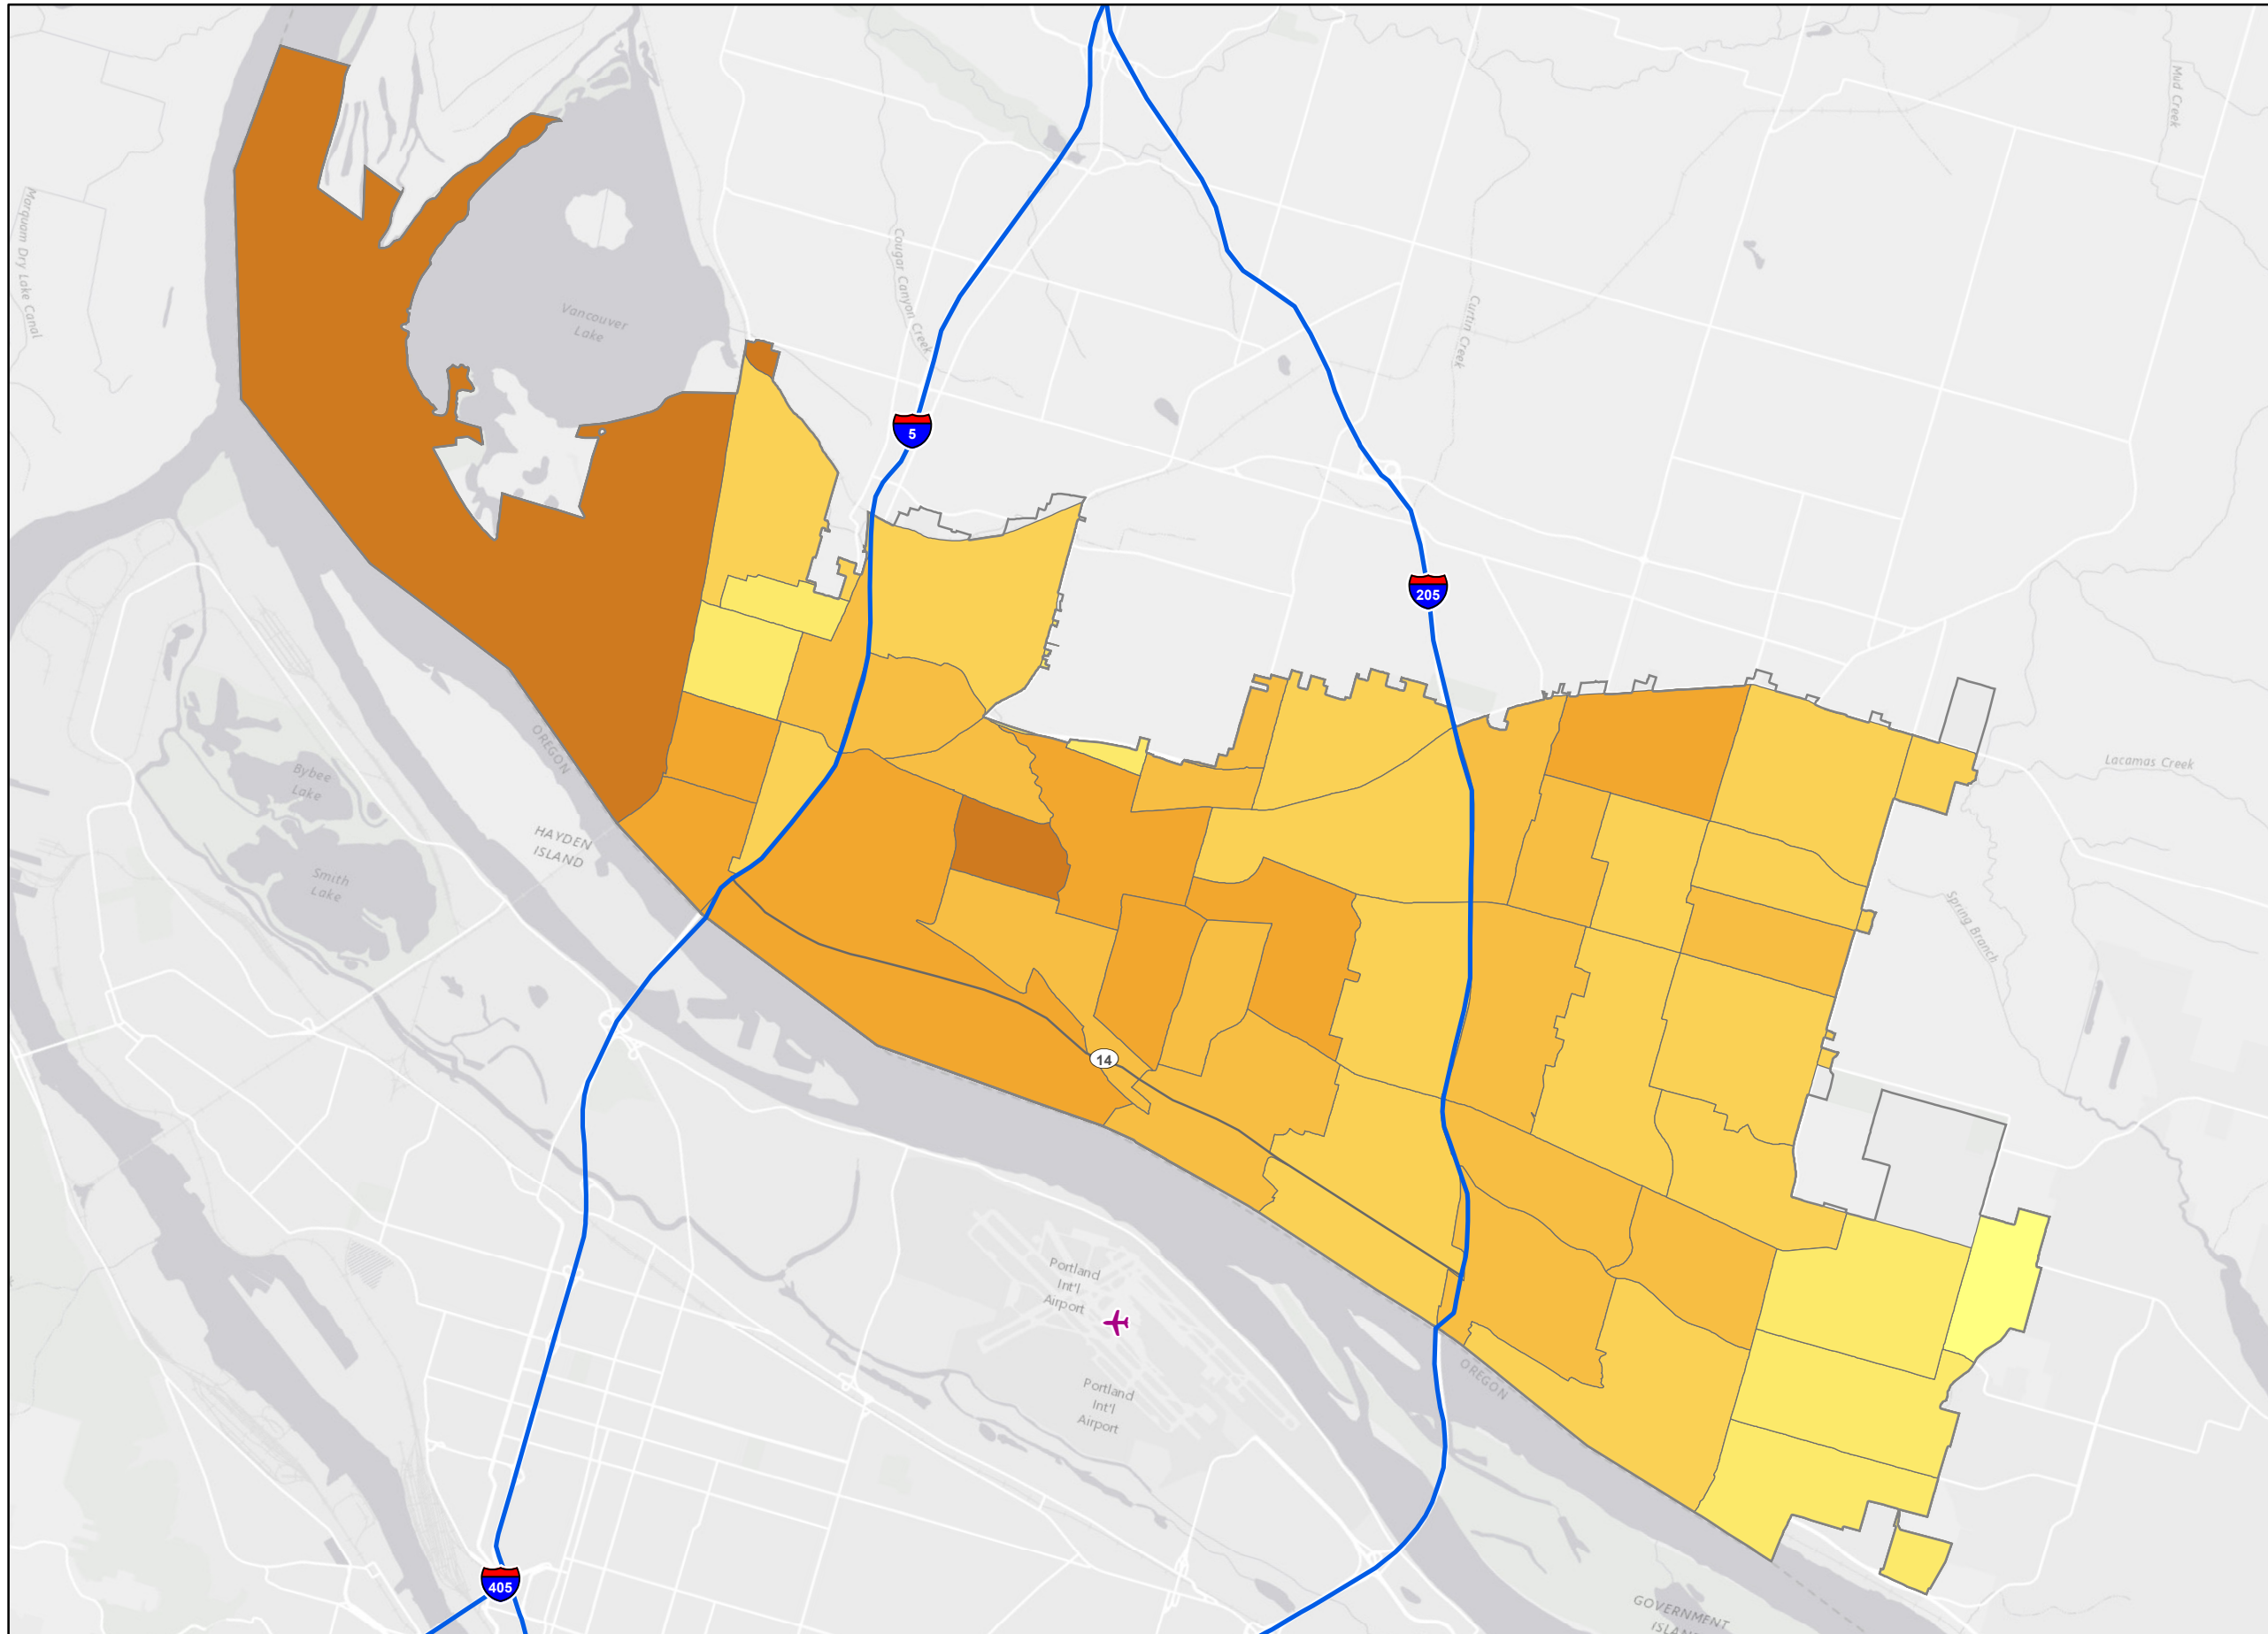 Mud Creek
Marquam Dry Lake Canal
Cougar Canyon Creek
Vancouver
Lake
Curtin Creek
5
205
OREGON
Bybee
Lake
Lacamas Creek
HAYDEN
ISLAND
Smith
Lake
Spring Branch
14
Portland
Int'l
Airport
Portland
Int'l
Airport
OREGON
405
GOVERNMENT
ISLAND